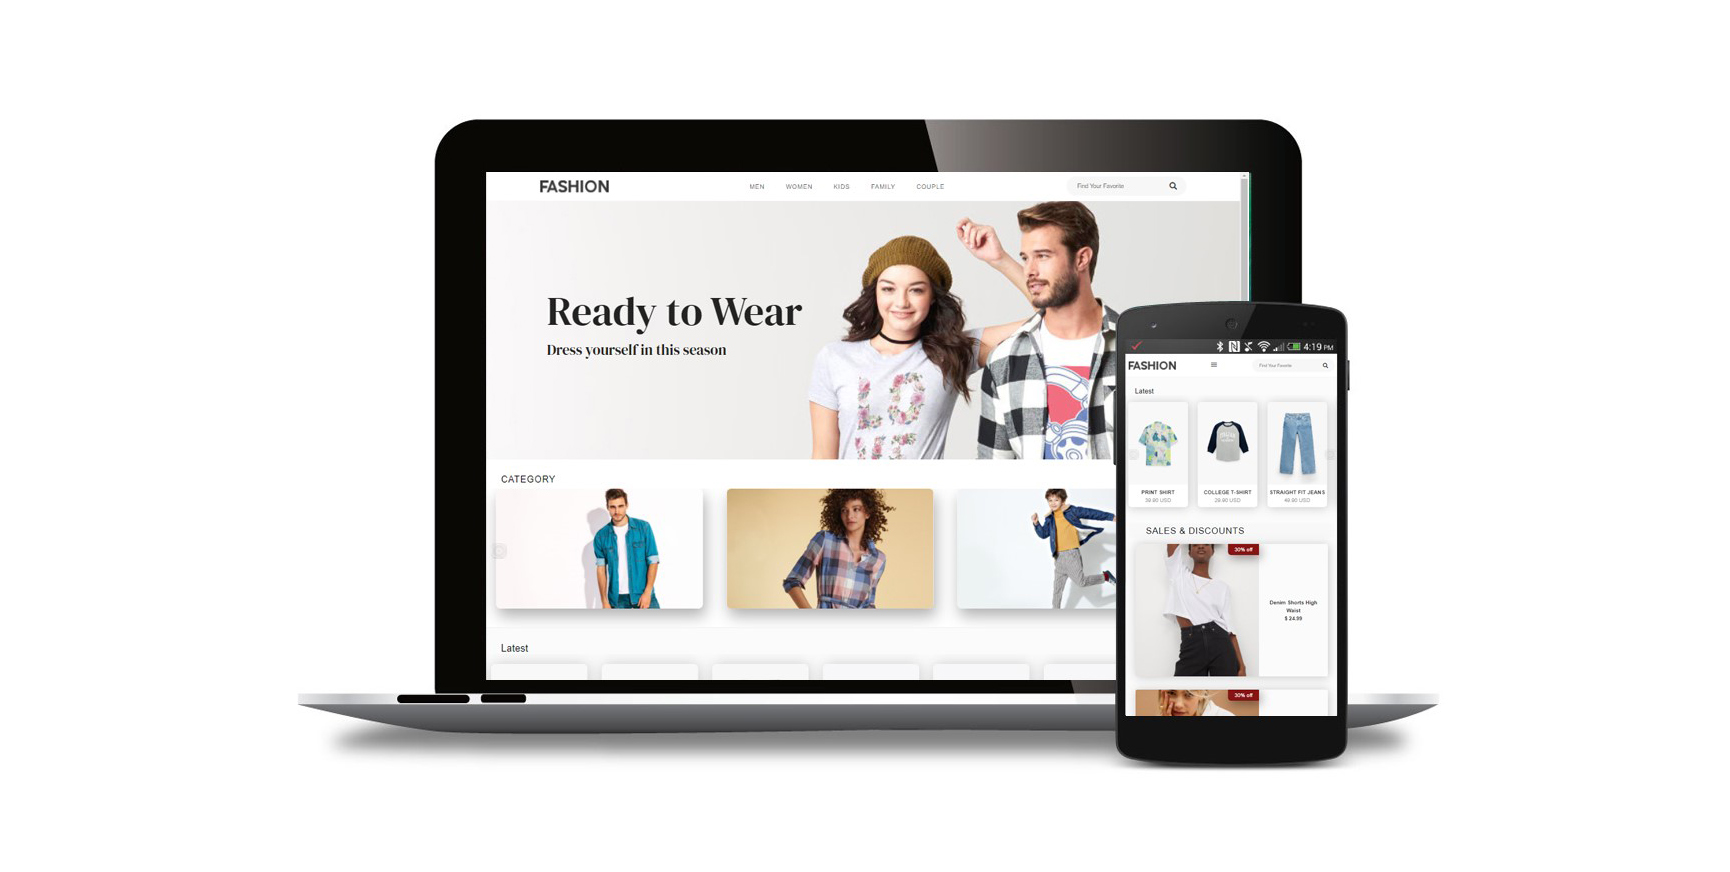 FASHION
MEN WOMEN KIDS FAMILY COUPLE
Find Your Favorite
Ready to Wear
Dress yourself in this season
CATEGORY
Latest
4:19 PM
FASHION
Find Your Favorite
Latest
PRINT SHIRT
39.90 USD
COLLEGE T-SHIRT
29.90 USD
STRAIGHT FIT JEANS
49.90 USD
SALES & DISCOUNTS
30% off
Denim Shorts High
Waist
$ 24.99
30% off